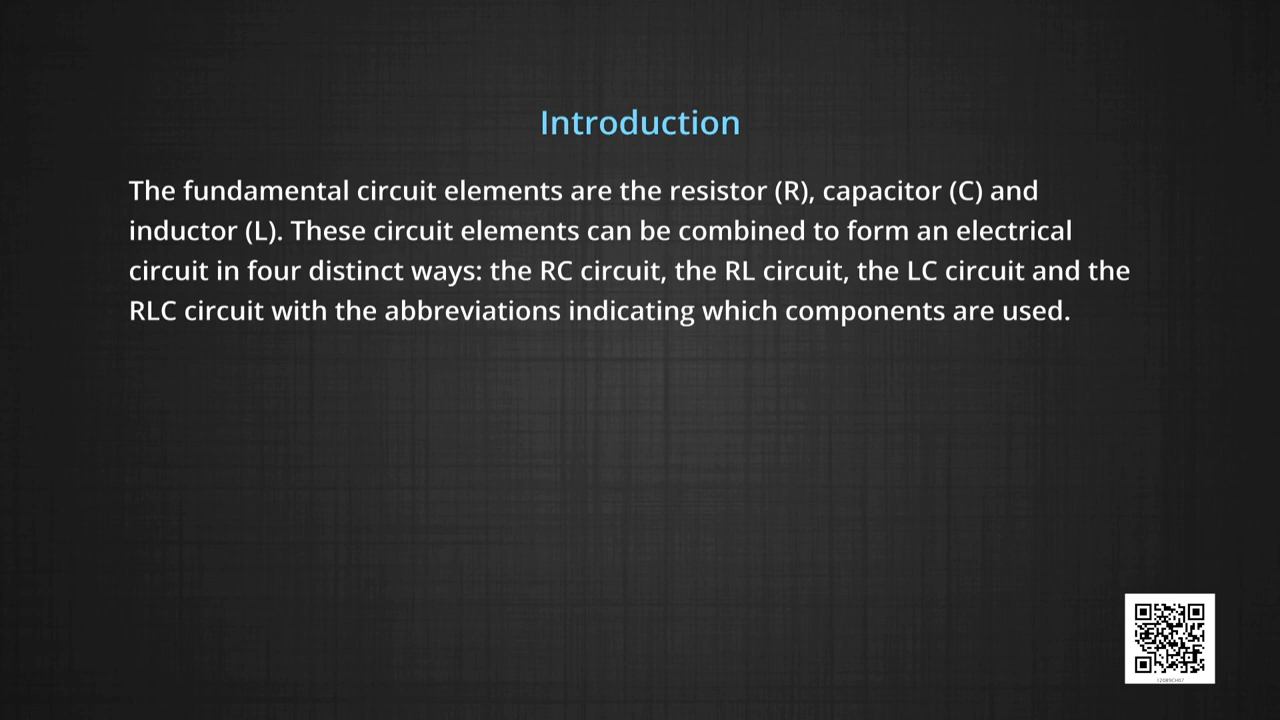 Introduction
The fundamental circuit elements are the resistor (R), capacitor (C) and
inductor (L). These circuit elements can be combined to form an electrical
circuit in four distinct ways: the RC circuit, the RL circuit, the LC circuit and the
RLC circuit with the abbreviations indicating which components are used.